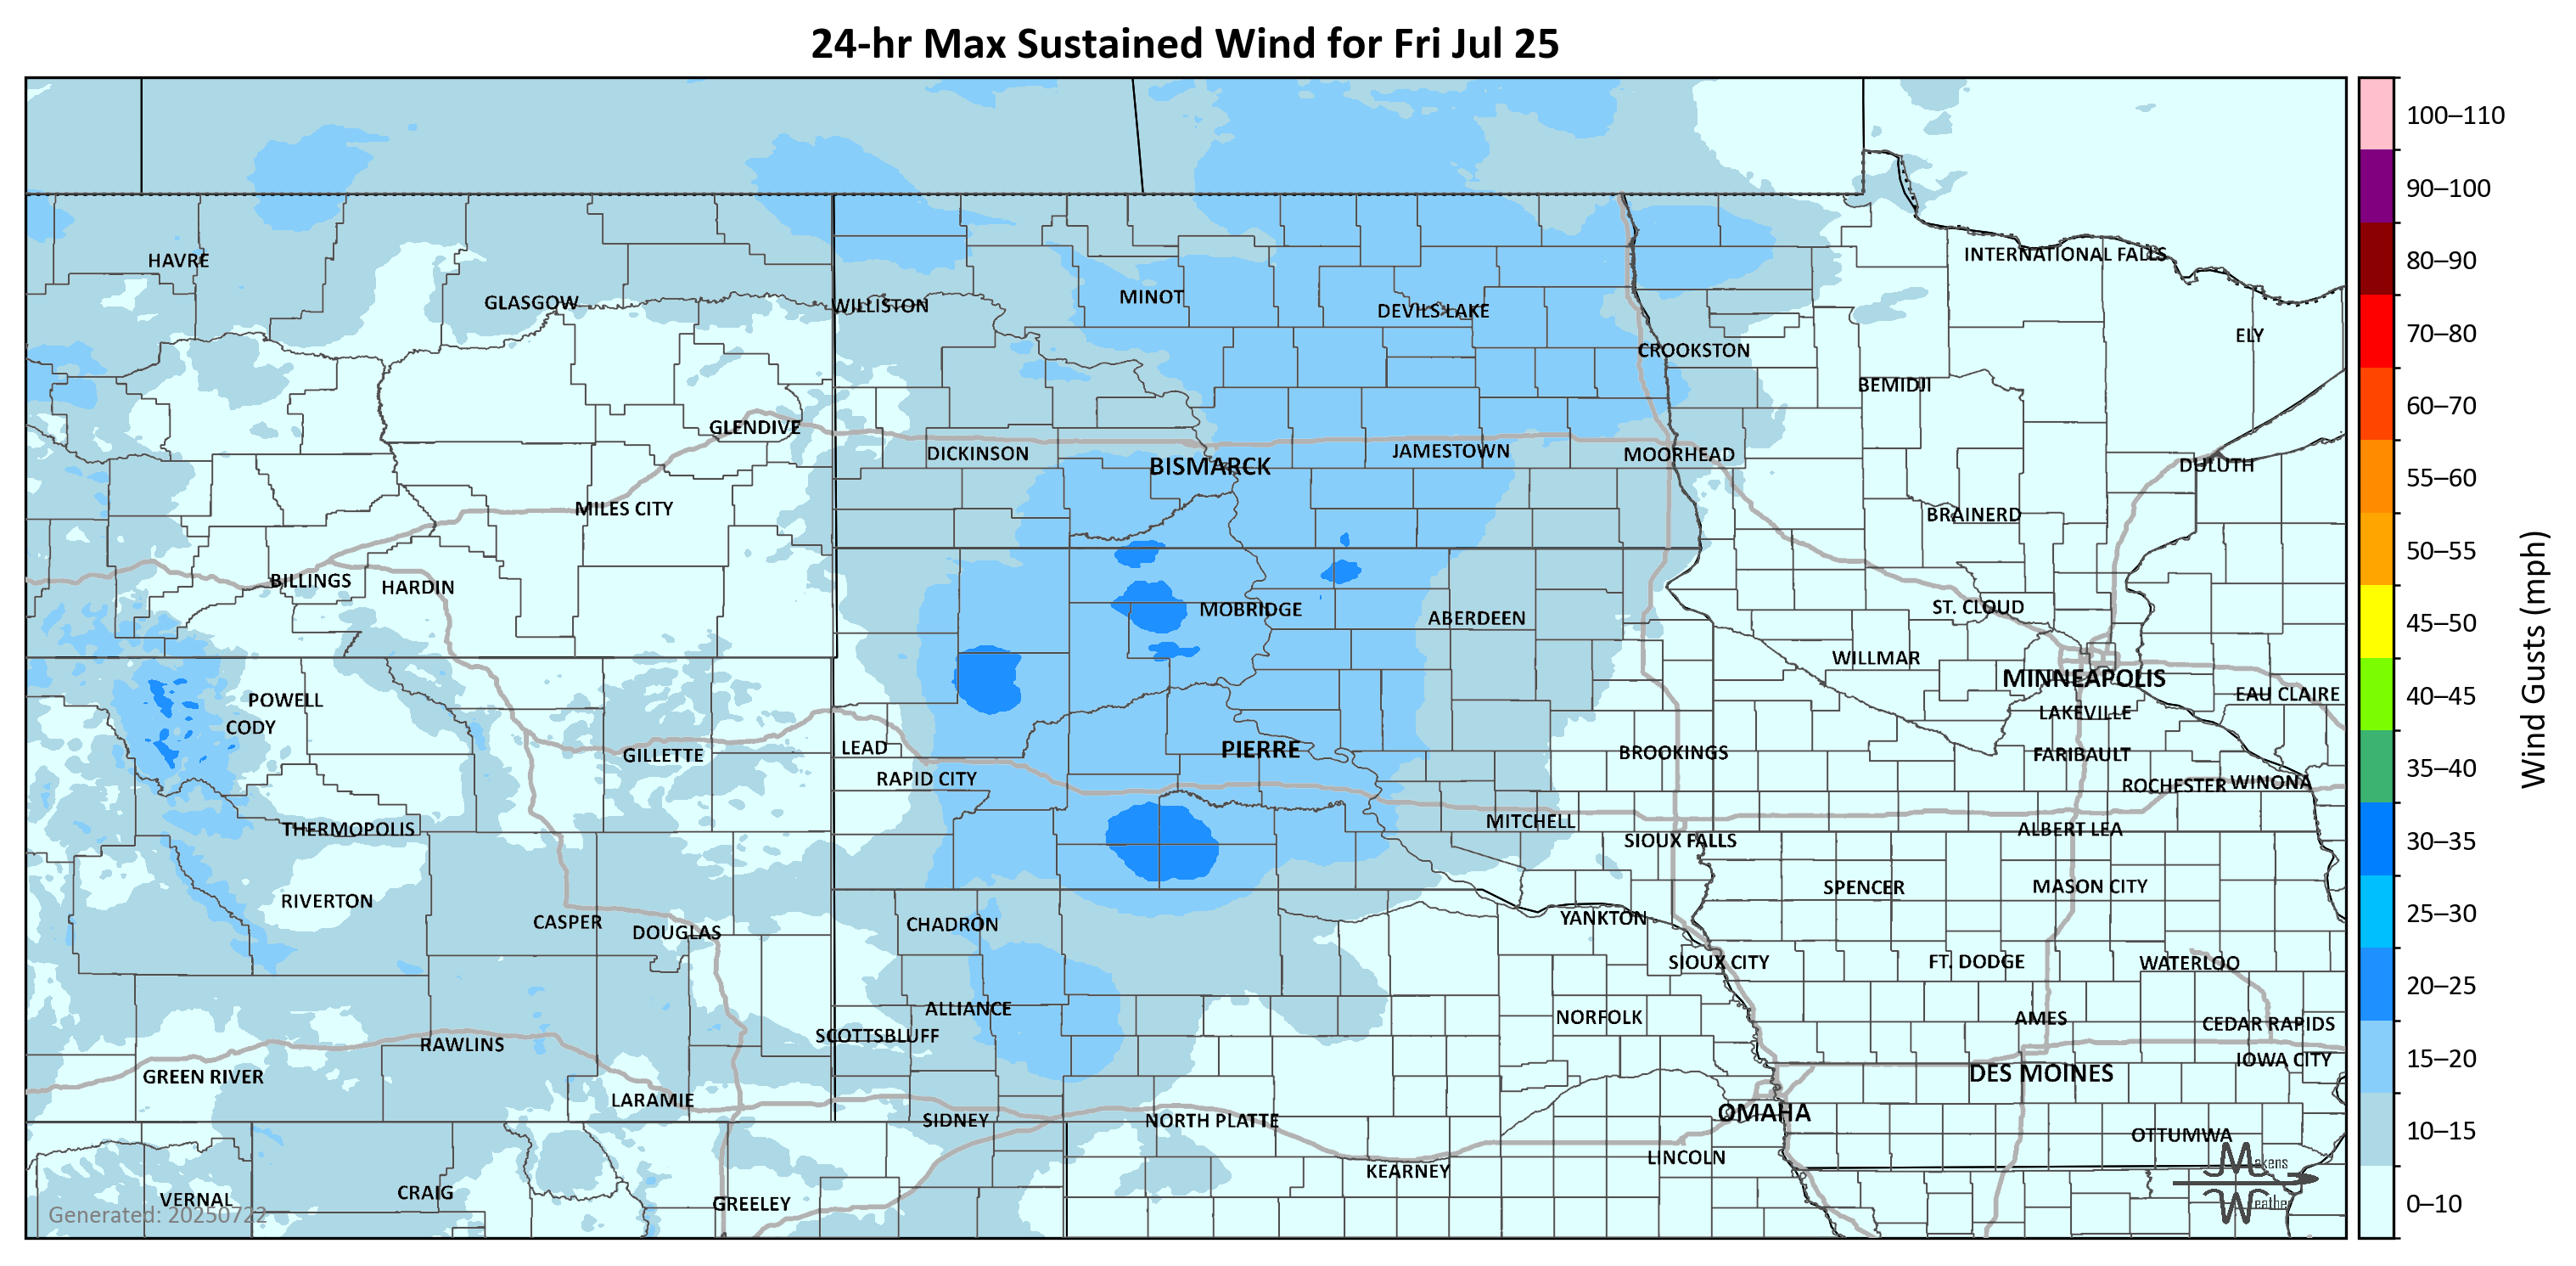 24-hr Max Sustained Wind for Fri Jul 25
100–110
90–100
80–90
70–80
60–70
55–60
50–55
45–50
40–45
35–40
30–35
25–30
20–25
15–20
10–15
0–10
Wind Gusts (mph)
HAVRE
INTERNATIONAL FALLS
GLASGOW
WILLISTON
MINOT
DEVILS LAKE
ELY
CROOKSTON
BEMIDJI
GLENDIVE
DICKINSON
BISMARCK
JAMESTOWN
MOORHEAD
DULUTH
MILES CITY
BRAINERD
BILLINGS
HARDIN
MOBRIDGE
ABERDEEN
ST. CLOUD
WILLMAR
MINNEAPOLIS
POWELL
EAU CLAIRE
CODY
LAKEVILLE
GILLETTE
LEAD
PIERRE
BROOKINGS
FARIBAULT
RAPID CITY
ROCHESTER
WINONA
THERMOPOLIS
MITCHELL
ALBERT LEA
SIOUX FALLS
SPENCER
MASON CITY
RIVERTON
CASPER
DOUGLAS
CHADRON
YANKTON
SIOUX CITY
FT. DODGE
WATERLOO
ALLIANCE
NORFOLK
AMES
CEDAR RAPIDS
SCOTTSBLUFF
RAWLINS
IOWA CITY
GREEN RIVER
DES MOINES
LARAMIE
SIDNEY
NORTH PLATTE
OMAHA
OTTUMWA
KEARNEY
LINCOLN
VERNAL
CRAIG
GREELEY
Generated: 20250722
Makens
Weather